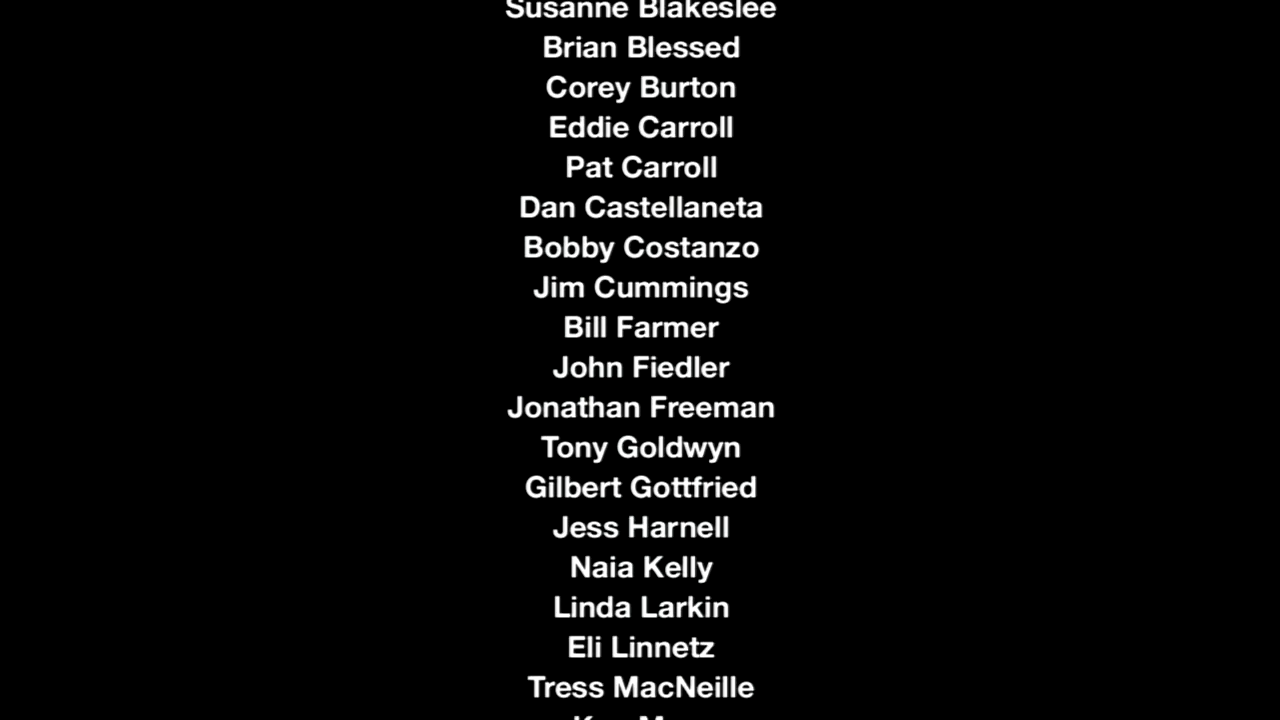 Susanne Blakeslee
Brian Blessed
Corey Burton
Eddie Carroll
Pat Carroll
Dan Castellaneta
Bobby Costanzo
Jim Cummings
Bill Farmer
John Fiedler
Jonathan Freeman
Tony Goldwyn
Gilbert Gottfried
Jess Harnell
Naia Kelly
Linda Larkin
Eli Linnetz
Tress MacNeille